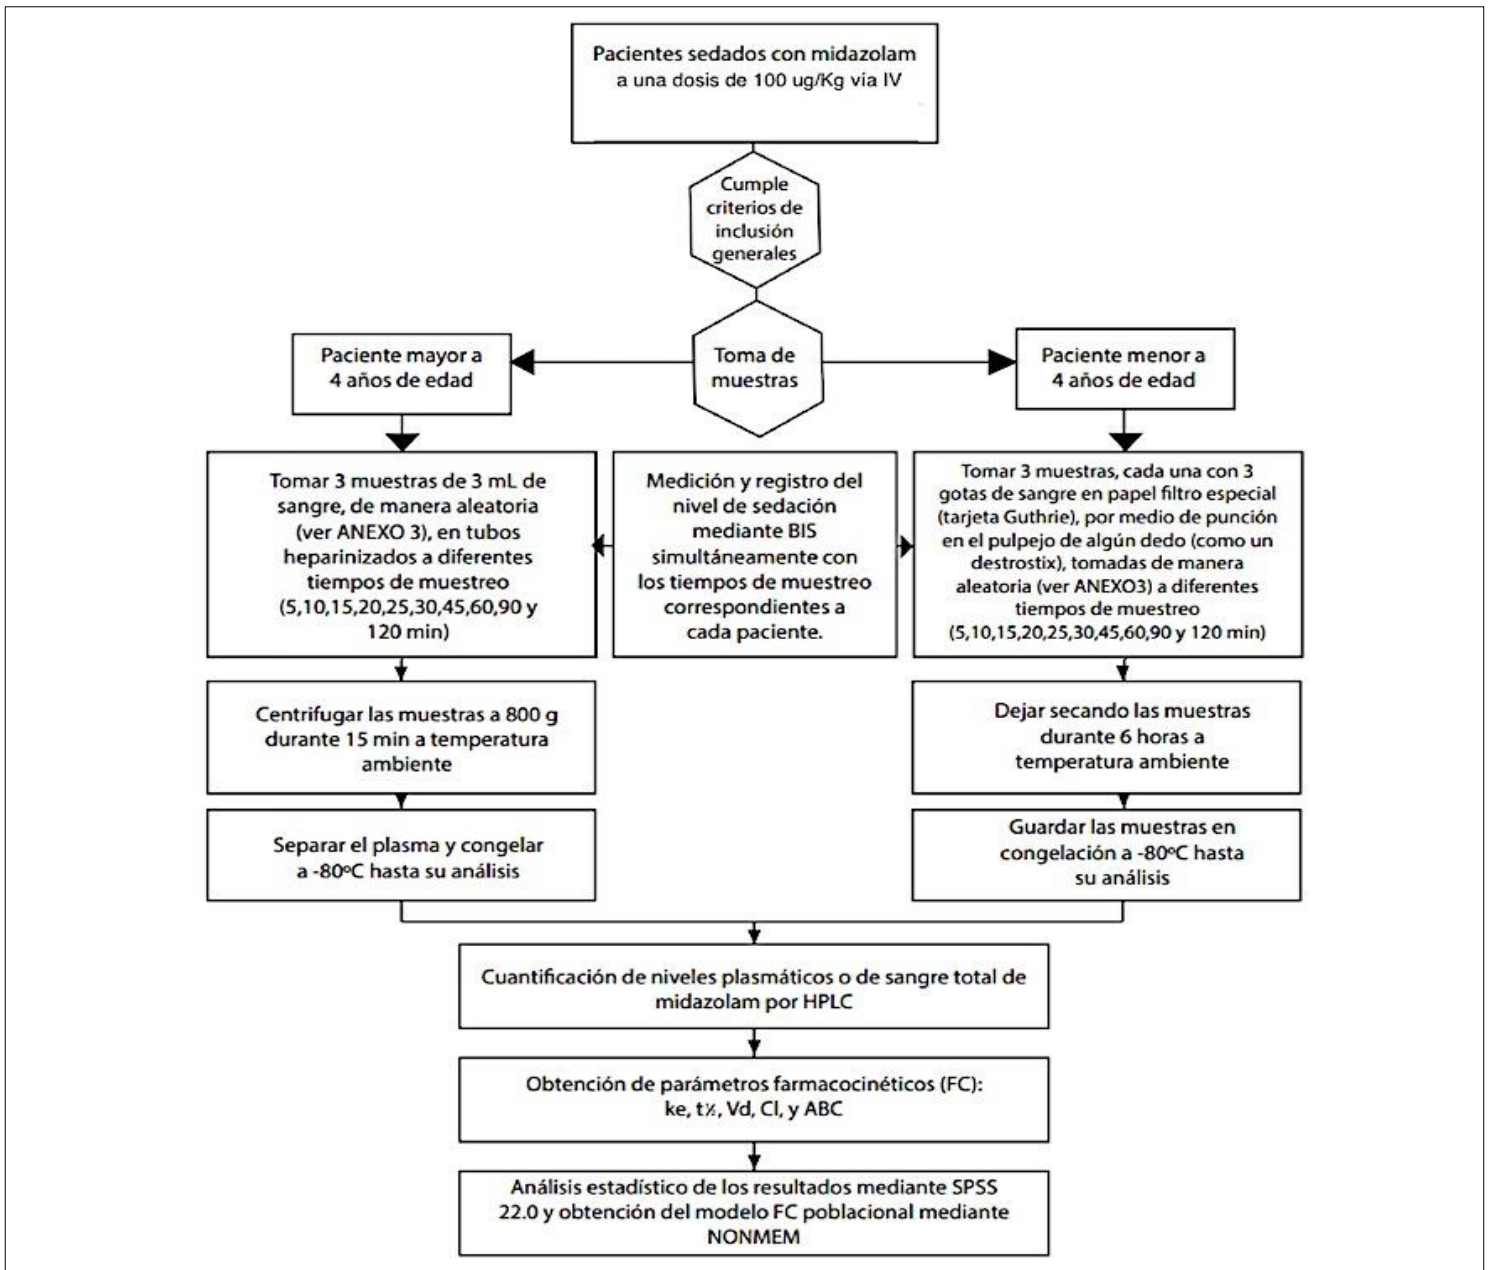 Pacientes sedados con midazolam
a una dosis de 100 ug/Kg vía IV
Cumple
criterios de
inclusión
generales
Toma de
muestras
Paciente mayor a
4 años de edad
Paciente menor a
4 años de edad
Tomar 3 muestras de 3 mL de
sangre, de manera aleatoria
(ver ANEXO 3), en tubos
heparinizados a diferentes
tiempos de muestreo
(5,10,15,20,25,30,45,60,90 y
120 min)
Medición y registro del
nivel de sedación
mediante BIS
simultáneamente con
los tiempos de muestreo
correspondientes a
cada paciente.
Tomar 3 muestras, cada una con 3
gotas de sangre en papel filtro especial
(tarjeta Guthrie), por medio de punción
en el pulpejo de algún dedo (como un
destrostix), tomadas de manera
aleatoria (ver ANEXO3) a diferentes
tiempos de muestreo
(5,10,15,20,25,30,45,60,90 y 120 min)
Centrifugar las muestras a 800 g
durante 15 min a temperatura
ambiente
Dejar secando las muestras
durante 6 horas a
temperatura ambiente
Separar el plasma y congelar
a -80ºC hasta su análisis
Guardar las muestras en
congelación a -80ºC hasta
su análisis
Cuantificación de niveles plasmáticos o de sangre total de
midazolam por HPLC
Obtención de parámetros farmacocinéticos (FC):
ke, t½, Vd, Cl, y ABC
Análisis estadístico de los resultados mediante SPSS
22.0 y obtención del modelo FC poblacional mediante
NONMEM